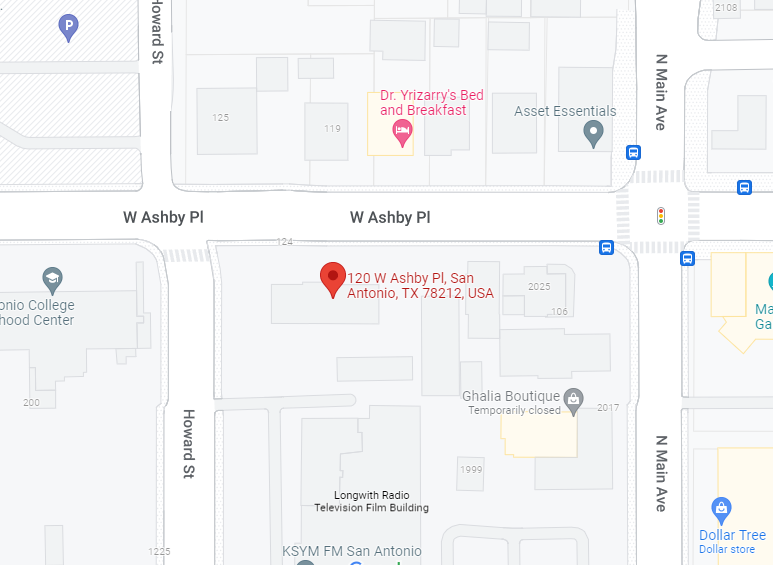 2108
P
Howard St
N Main Ave
Dr. Yrizarry's Bed
and Breakfast
Asset Essentials
125
119
W Ashby Pl
W Ashby Pl
124
120 W Ashby Pl, San
Antonio, TX 78212, USA
onio College
hood Center
2025
106
Ma
Ga
200
Ghalia Boutique
Temporarily closed
2017
Howard St
N Main Ave
1999
Longwith Radio
Television Film Building
Dollar Tree
Dollar store
1225
KSYM FM San Antonio